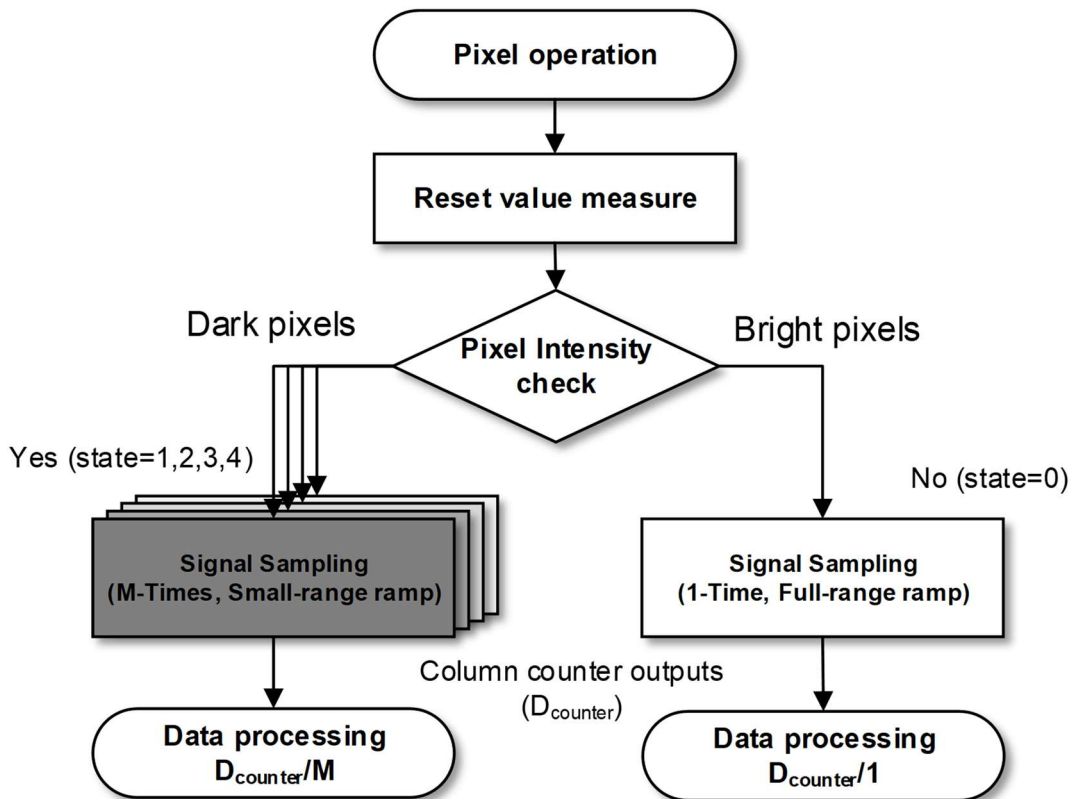 Pixel operation
Reset value measure
Dark pixels
Bright pixels
Pixel Intensity
check
Yes (state=1,2,3,4)
No (state=0)
Signal Sampling
(M-Times, Small-range ramp)
Signal Sampling
(1-Time, Full-range ramp)
Column counter outputs
(Dcounter)
Data processing
Dcounter/M
Data processing
Dcounter/1